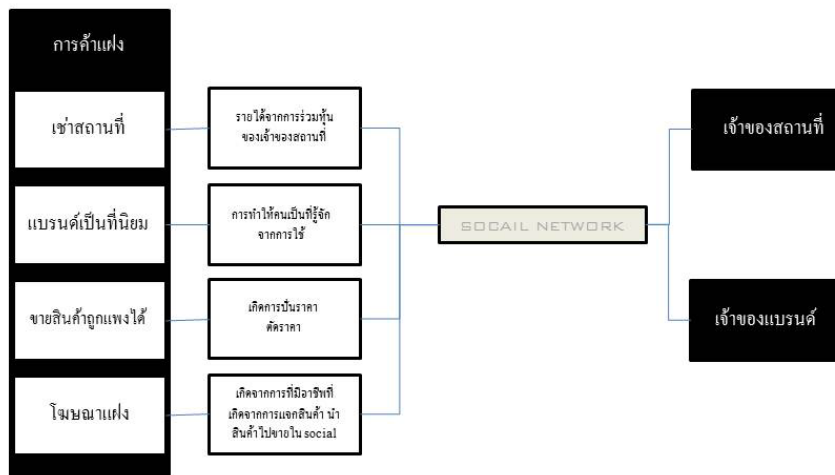 การค้าแฝง
เช่าสถานที่
แบรนด์เป็นที่นิยม
ขายสินค้าถูกแพงได้
โฆษณาแฝง
รายได้จากการร่วมหุ้น
ของเจ้าของสถานที่
การทำให้คนเป็นที่รู้จัก
จากการใช้
เกิดการปั่นราคา
ตัดราคา
เกิดจากการที่มีอาชีพที่
เกิดจากการแจกสินค้า นำ
สินค้าไปขายใน social
SOCAIL NETWORK
เจ้าของสถานที่
เจ้าของแบรนด์